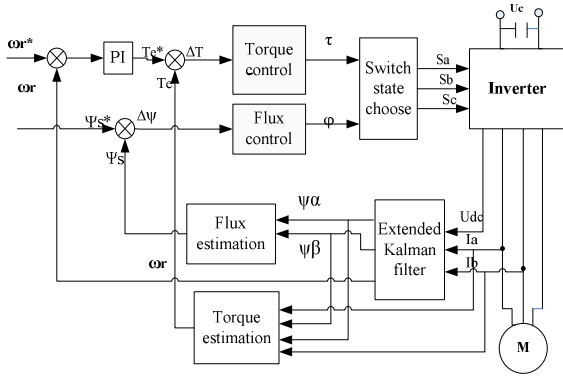 Uc
ωr*
PI
Te*
ΔT
Torque
control
τ
Switch
state
choose
Sa
Sb
Sc
Inverter
ωr
Te
Ψs*
Δψ
Flux
control
φ
Ψs
ψα
ψβ
Flux
estimation
Extended
Kalman
filter
Udc
Ia
Ib
ωr
Torque
estimation
M